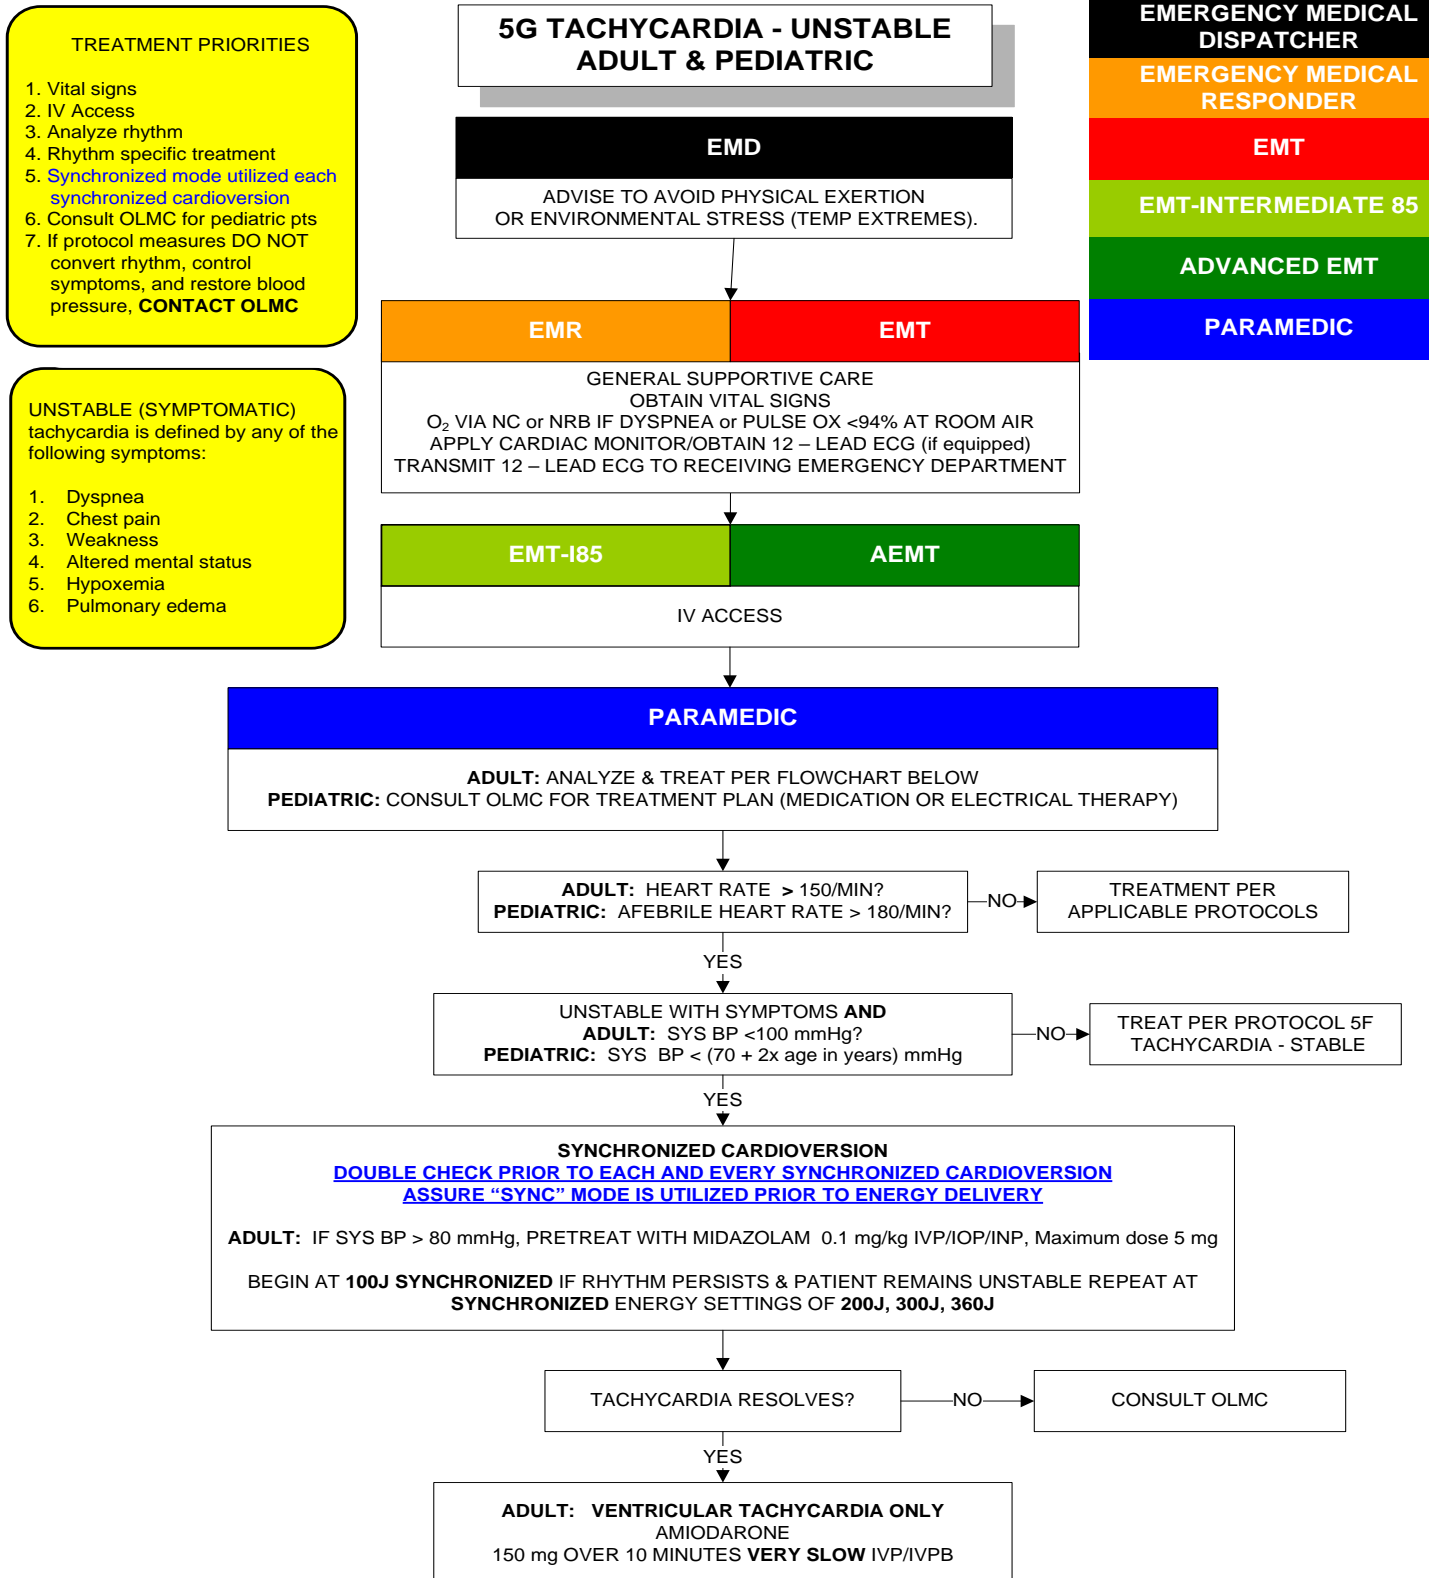 5G TACHYCARDIA - UNSTABLE
ADULT & PEDIATRIC
TREATMENT PRIORITIES
1. Vital signs
2. IV Access
3. Analyze rhythm
4. Rhythm specific treatment
5. Synchronized mode utilized each
synchronized cardioversion
6. Consult OLMC for pediatric pts
7. If protocol measures DO NOT
convert rhythm, control
symptoms, and restore blood
pressure, CONTACT OLMC
UNSTABLE (SYMPTOMATIC)
tachycardia is defined by any of the
following symptoms:
1. Dyspnea
2. Chest pain
3. Weakness
4. Altered mental status
5. Hypoxemia
6. Pulmonary edema
EMERGENCY MEDICAL
DISPATCHER
EMERGENCY MEDICAL
RESPONDER
EMT
EMT-INTERMEDIATE 85
ADVANCED EMT
PARAMEDIC
EMD
ADVISE TO AVOID PHYSICAL EXERTION
OR ENVIRONMENTAL STRESS (TEMP EXTREMES).
EMR
EMT
GENERAL SUPPORTIVE CARE
OBTAIN VITAL SIGNS
O₂ VIA NC or NRB IF DYSPNEA or PULSE OX <94% AT ROOM AIR
APPLY CARDIAC MONITOR/OBTAIN 12 – LEAD ECG (if equipped)
TRANSMIT 12 – LEAD ECG TO RECEIVING EMERGENCY DEPARTMENT
EMT-I85
AEMT
IV ACCESS
PARAMEDIC
ADULT: ANALYZE & TREAT PER FLOWCHART BELOW
PEDIATRIC: CONSULT OLMC FOR TREATMENT PLAN (MEDICATION OR ELECTRICAL THERAPY)
ADULT: HEART RATE > 150/MIN?
PEDIATRIC: AFEBRILE HEART RATE > 180/MIN?
NO
TREATMENT PER
APPLICABLE PROTOCOLS
YES
UNSTABLE WITH SYMPTOMS AND
ADULT: SYS BP <100 mmHg?
PEDIATRIC: SYS BP < (70 + 2x age in years) mmHg
NO
TREAT PER PROTOCOL 5F
TACHYCARDIA - STABLE
YES
SYNCHRONIZED CARDIOVERSION
DOUBLE CHECK PRIOR TO EACH AND EVERY SYNCHRONIZED CARDIOVERSION
ASSURE “SYNC” MODE IS UTILIZED PRIOR TO ENERGY DELIVERY
ADULT: IF SYS BP > 80 mmHg, PRETREAT WITH MIDAZOLAM 0.1 mg/kg IVP/IOP/INP, Maximum dose 5 mg
BEGIN AT 100J SYNCHRONIZED IF RHYTHM PERSISTS & PATIENT REMAINS UNSTABLE REPEAT AT
SYNCHRONIZED ENERGY SETTINGS OF 200J, 300J, 360J
TACHYCARDIA RESOLVES?
NO
CONSULT OLMC
YES
ADULT: VENTRICULAR TACHYCARDIA ONLY
AMIODARONE
150 mg OVER 10 MINUTES VERY SLOW IVP/IVPB